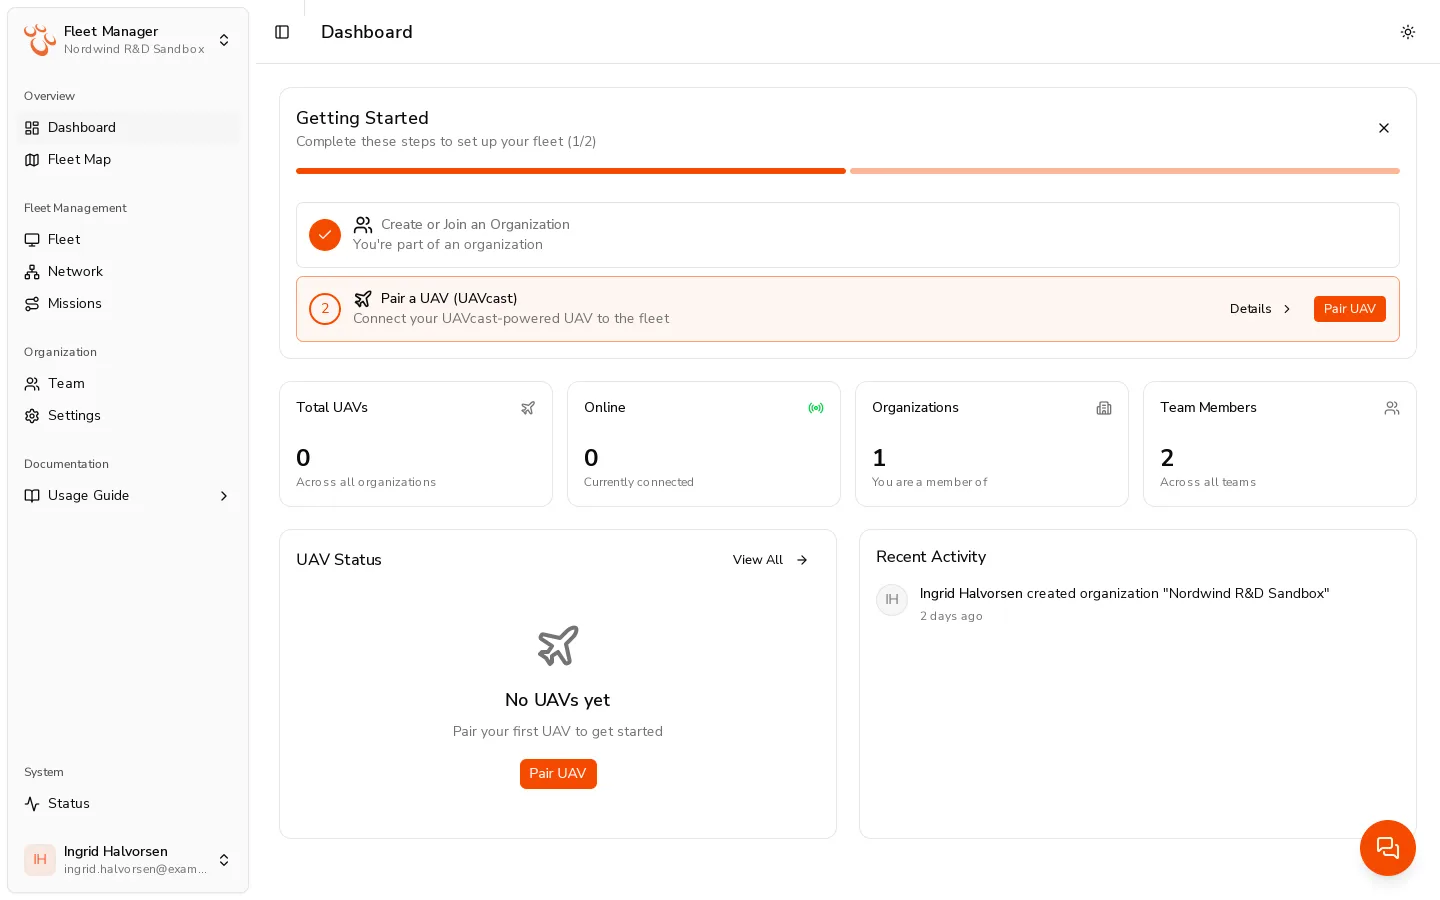 Fleet Manager
Nordwind R&D Sandbox
Overview
Dashboard
Fleet Map
Fleet Management
Fleet
Network
Missions
Organization
Team
Settings
Documentation
Usage Guide
System
Status
IH
Ingrid Halvorsen
ingrid.halvorsen@exam...
Dashboard
Getting Started
Complete these steps to set up your fleet (1/2)
Create or Join an Organization
You're part of an organization
2
Pair a UAV (UAVcast)
Connect your UAVcast-powered UAV to the fleet
Details
Pair UAV
Total UAVs
0
Across all organizations
Online
0
Currently connected
Organizations
1
You are a member of
Team Members
2
Across all teams
UAV Status
View All
No UAVs yet
Pair your first UAV to get started
Pair UAV
Recent Activity
IH
Ingrid Halvorsen created organization "Nordwind R&D Sandbox"
2 days ago